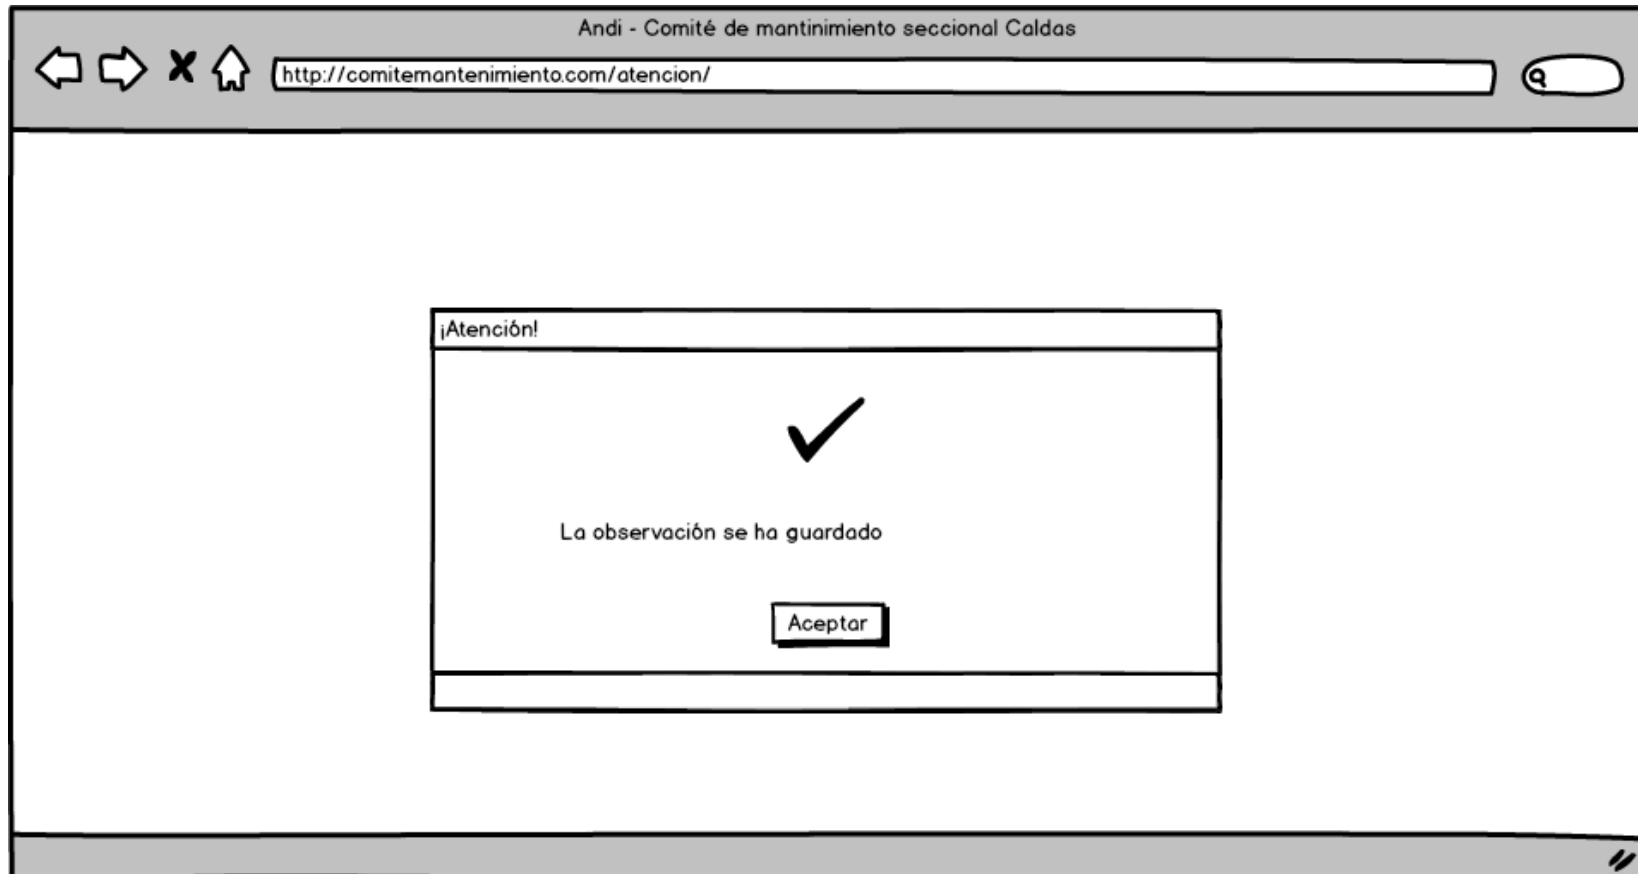 Andi - Comité de mantinimiento seccional Caldas
http://comitemantenimiento.com/atencion/
¡Atención!
La observación se ha guardado
Aceptar